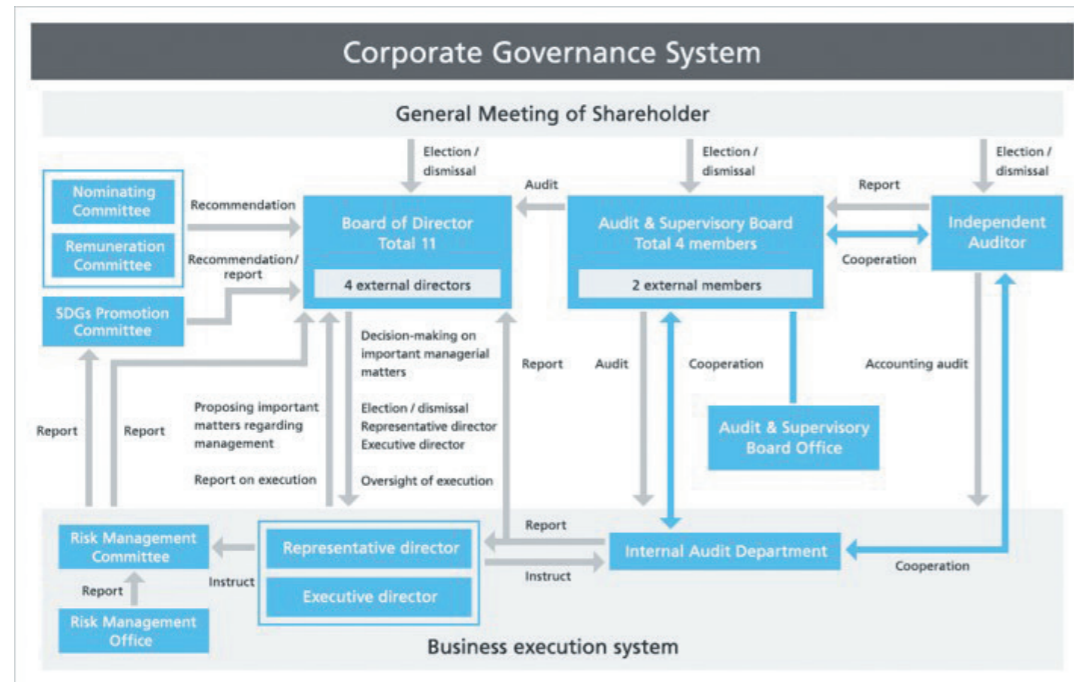 Corporate Governance System
General Meeting of Shareholder
Election /
dismissal
Election /
dismissal
Election /
dismissal
Nominating
Committee
Remuneration
Committee
Recommendation
Recommendation/
report
SDGs Promotion
Committee
Board of Director
Total 11
4 external directors
Audit
Audit & Supervisory Board
Total 4 members
2 external members
Report
Cooperation
Independent
Auditor
Report
Report
Proposing important
matters regarding
management
Report on execution
Decision-making on
important managerial
matters
Election / dismissal
Representative director
Executive director
Oversight of execution
Report
Audit
Cooperation
Audit & Supervisory
Board Office
Accounting audit
Risk Management
Committee
Report
Risk Management
Office
Instruct
Representative director
Executive director
Report
Instruct
Internal Audit Department
Cooperation
Business execution system